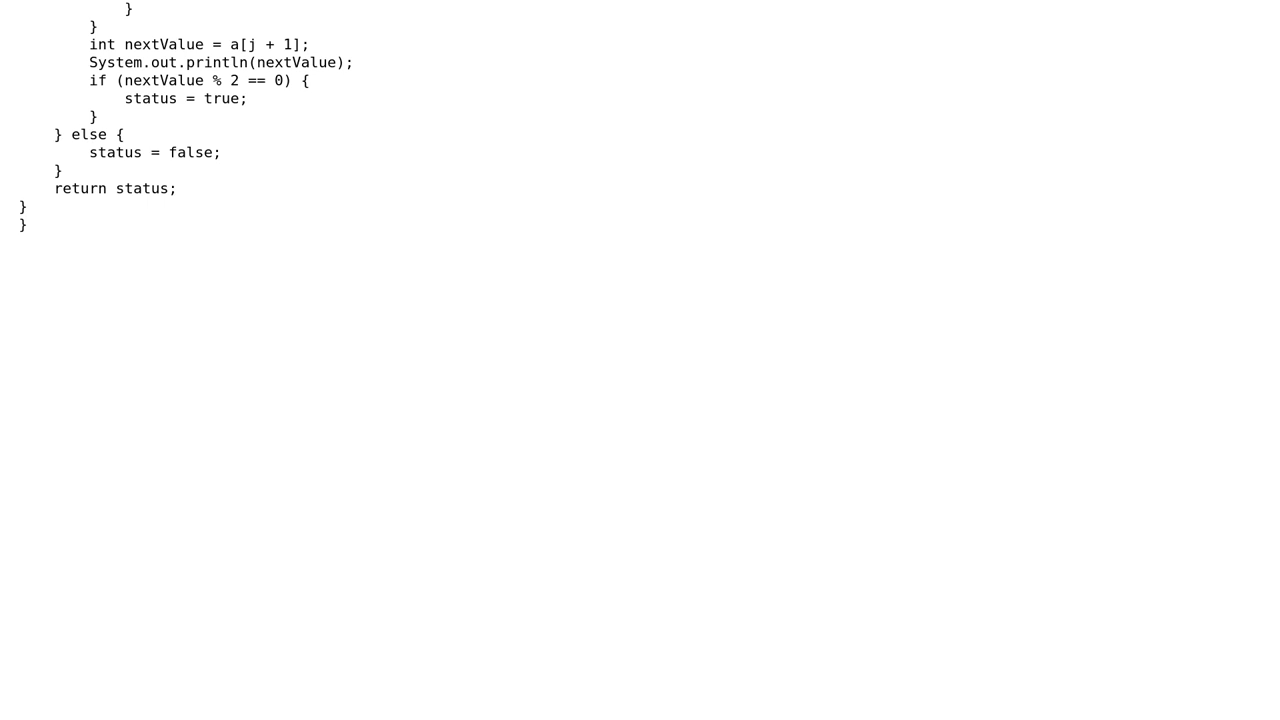 }
        }
        int nextValue = a[j + 1];
        System.out.println(nextValue);
        if (nextValue % 2 == 0) {
            status = true;
        }
    } else {
        status = false;
    }
    return status;
}
}